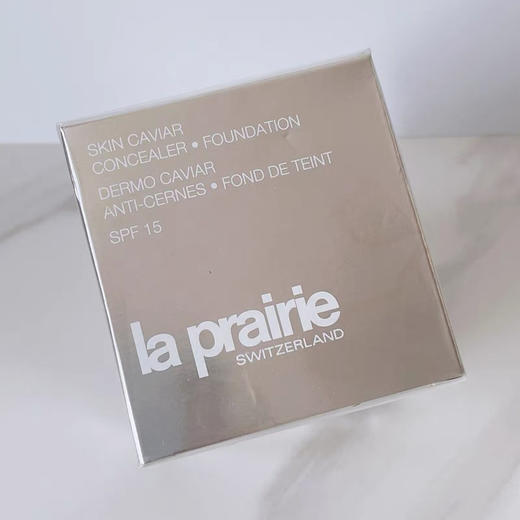 SKIN CAVIAR
CONCEALER • FOUNDATION
DERMO CAVIAR
ANTI-CERNES • FOND DE TEINT
SPF 15
la prairie
SWITZERLAND